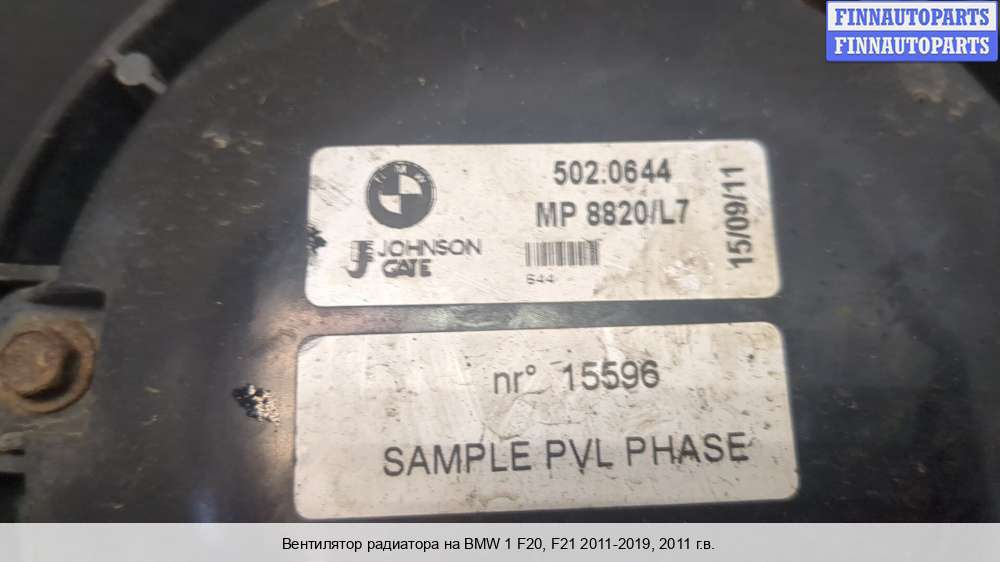 FINNAUTOPARTS
FINNAUTOPARTS
BMW
502.0644
MP 8820/L7
15/09/11
JOHNSON
GATE
644
nr° 15596
SAMPLE PVL PHASE
Вентилятор радиатора на BMW 1 F20, F21 2011-2019, 2011 г.в.